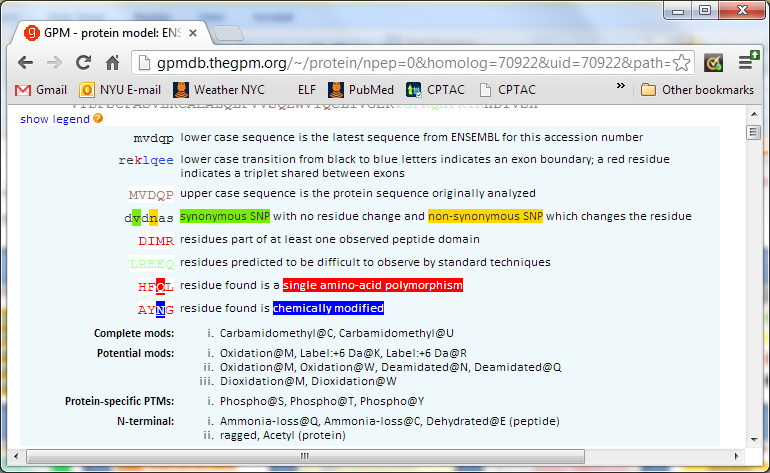 GPM - protein model: ENS
gpmdb.thegpm.org/~/protein/npep=0&homolog=70922&uid=70922&path=
Gmail NYU E-mail Weather NYC ELF PubMed CPTAC CPTAC » Other bookmarks
show legend
mvdqp lower case sequence is the latest sequence from ENSEMBL for this accession number
reklqee lower case transition from black to blue letters indicates an exon boundary; a red residue
indicates a triplet shared between exons
MVDQP upper case sequence is the protein sequence originally analyzed
dvdnas synonymous SNP with no residue change and non-synonymous SNP which changes the residue
DIMR residues part of at least one observed peptide domain
LREEQ residues predicted to be difficult to observe by standard techniques
HFQL residue found is a single amino-acid polymorphism
AYNG residue found is chemically modified
Complete mods: i. Carbamidomethyl@C, Carbamidomethyl@U
Potential mods: i. Oxidation@M, Label:+6 Da@K, Label:+6 Da@R
ii. Oxidation@M, Oxidation@W, Deamidated@N, Deamidated@Q
iii. Dioxidation@M, Dioxidation@W
Protein-specific PTMs: i. Phospho@S, Phospho@T, Phospho@Y
N-terminal: i. Ammonia-loss@Q, Ammonia-loss@C, Dehydrated@E (peptide)
ii. ragged, Acetyl (protein)